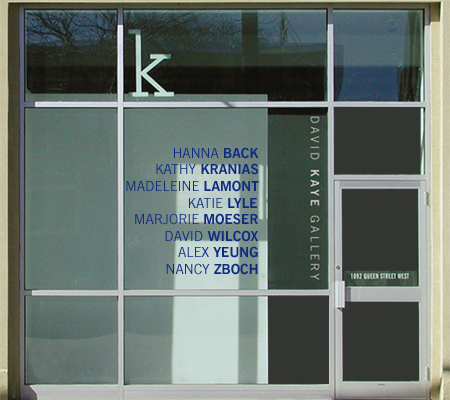 k
HANNA BACK
KATHY KRANIAS
MADELEINE LAMONT
KATIE LYLE
MARJORIE MOESER
DAVID WILCOX
ALEX YEUNG
NANCY ZBOCH
DAVID KAYE GALLERY
1092 QUEEN STREET WEST